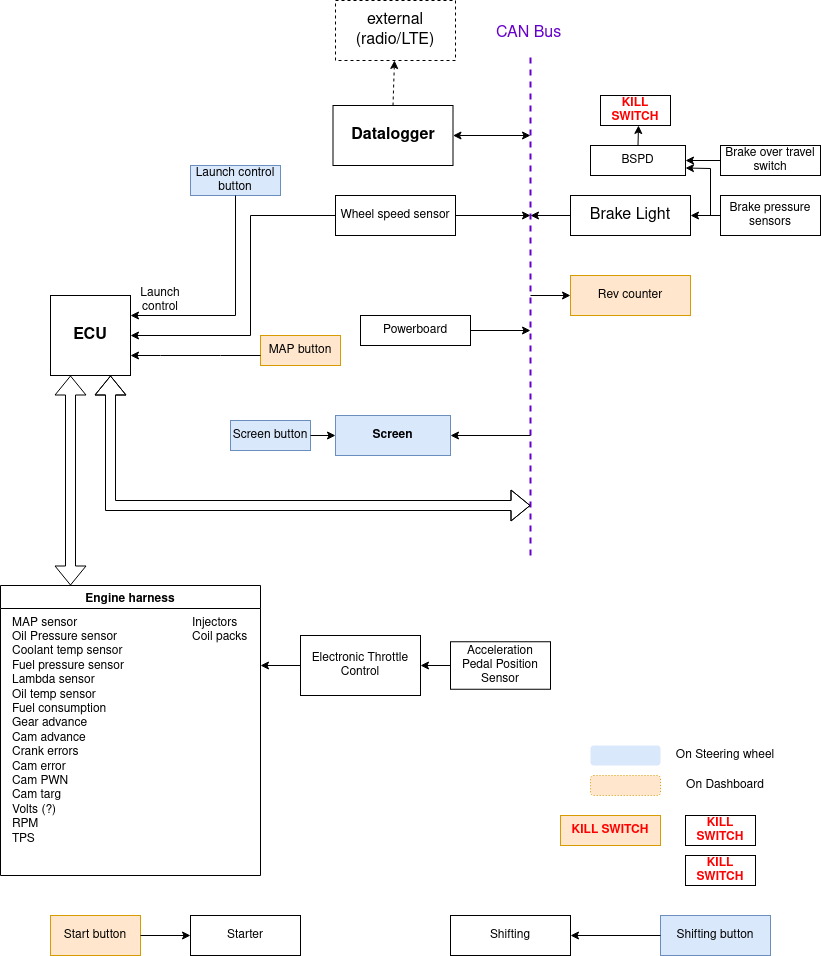 external
(radio/LTE)
CAN Bus
KILL
SWITCH
Datalogger
BSPD
Brake over travel
switch
Launch control
button
Wheel speed sensor
Brake Light
Brake pressure
sensors
Launch
control
Rev counter
ECU
Powerboard
MAP button
Screen button
Screen
Engine harness
MAP sensor
Oil Pressure sensor
Coolant temp sensor
Fuel pressure sensor
Lambda sensor
Oil temp sensor
Fuel consumption
Gear advance
Cam advance
Crank errors
Cam error
Cam PWN
Cam targ
Volts (?)
RPM
TPS
Injectors
Coil packs
Electronic Throttle
Control
Acceleration
Pedal Position
Sensor
On Steering wheel
On Dashboard
KILL SWITCH
KILL
SWITCH
KILL
SWITCH
Start button
Starter
Shifting
Shifting button